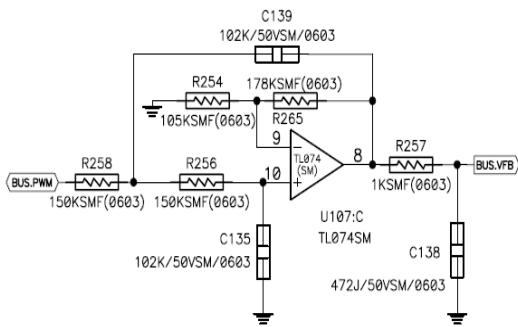 C139
102K/50VSM/0603
R254
178KSMF(0603)
105KSMF(0603)
R265
9
TL074
(SM)
8
R257
BUS.PWM
R258
R256
10
BUS.VFB
150KSMF(0603)
150KSMF(0603)
1KSMF(0603)
U107:C
TL074SM
C135
102K/50VSM/0603
C138
472J/50VSM/0603